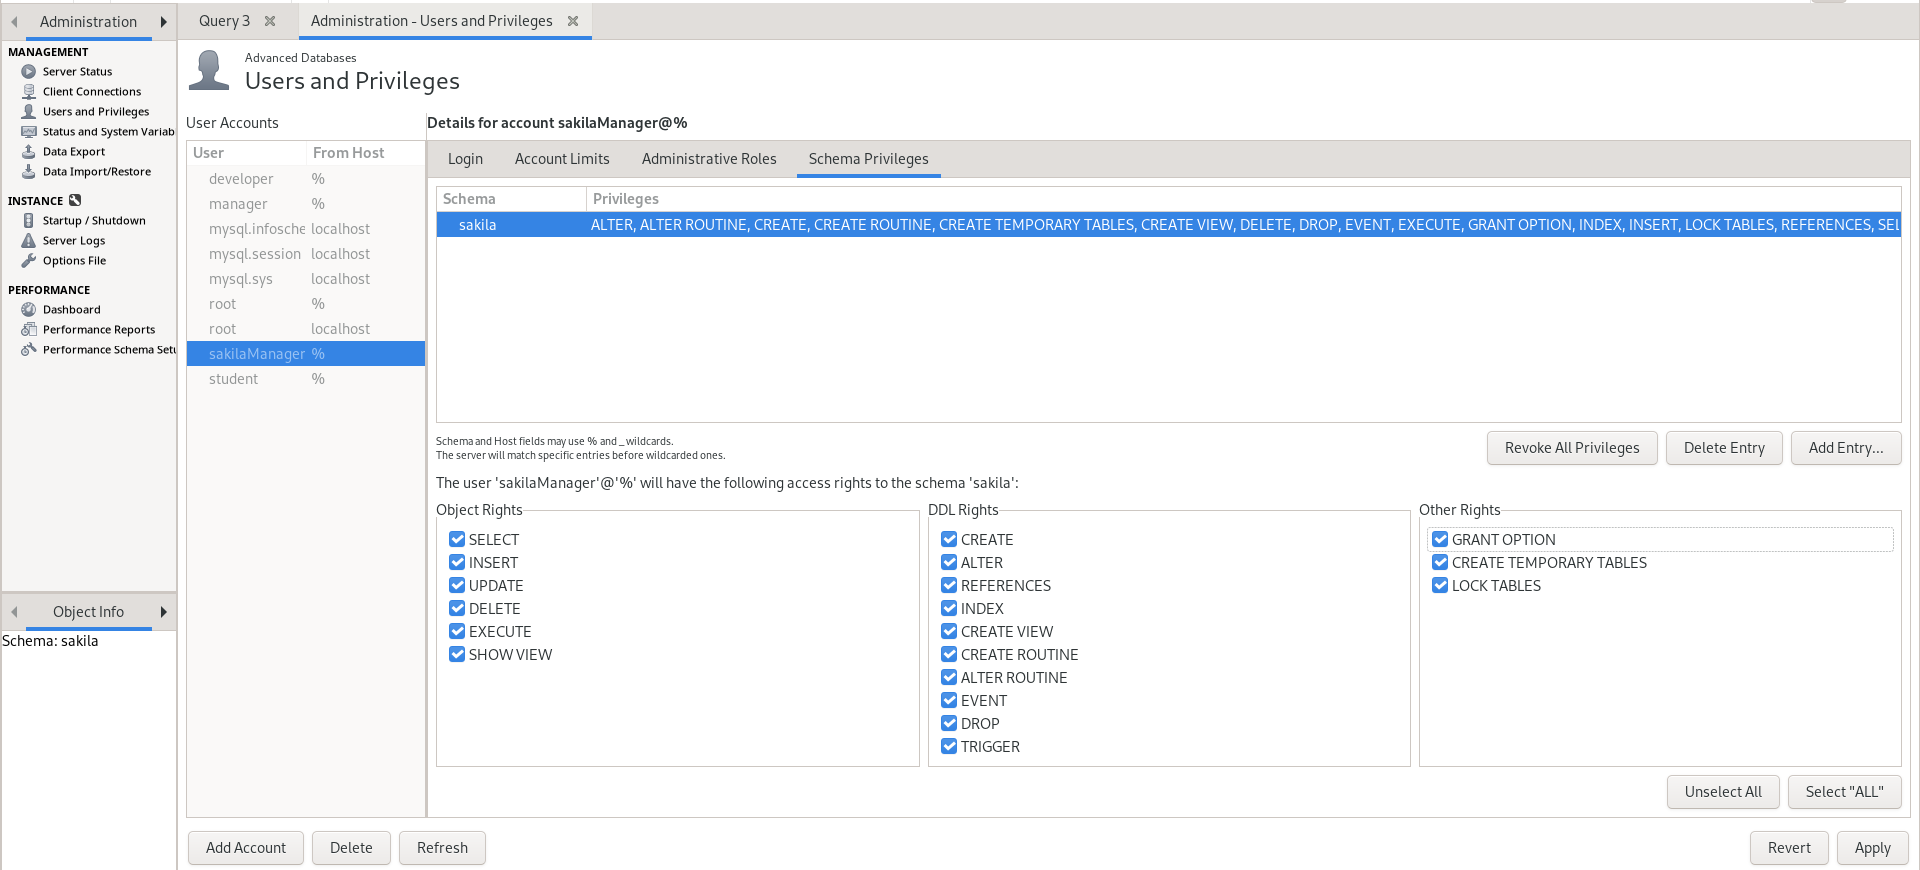 Administration
Query 3
Administration - Users and Privileges
MANAGEMENT
Server Status
Client Connections
Users and Privileges
Status and System Variab
Data Export
Data Import/Restore
INSTANCE
Startup / Shutdown
Server Logs
Options File
PERFORMANCE
Dashboard
Performance Reports
Performance Schema Setu
Object Info
Schema: sakila
Advanced Databases
Users and Privileges
User Accounts
User From Host
developer %
manager %
mysql.infosche localhost
mysql.session localhost
mysql.sys localhost
root %
root localhost
sakilaManager %
student %
Details for account sakilaManager@%
Login Account Limits Administrative Roles Schema Privileges
Schema Privileges
sakila ALTER, ALTER ROUTINE, CREATE, CREATE ROUTINE, CREATE TEMPORARY TABLES, CREATE VIEW, DELETE, DROP, EVENT, EXECUTE, GRANT OPTION, INDEX, INSERT, LOCK TABLES, REFERENCES, SEL
Schema and Host fields may use % and _ wildcards.
The server will match specific entries before wildcarded ones.
Revoke All Privileges Delete Entry Add Entry...
The user 'sakilaManager'@'%' will have the following access rights to the schema 'sakila':
Object Rights
SELECT
INSERT
UPDATE
DELETE
EXECUTE
SHOW VIEW
DDL Rights
CREATE
ALTER
REFERENCES
INDEX
CREATE VIEW
CREATE ROUTINE
ALTER ROUTINE
EVENT
DROP
TRIGGER
Other Rights
GRANT OPTION
CREATE TEMPORARY TABLES
LOCK TABLES
Unselect All Select "ALL"
Add Account Delete Refresh
Revert Apply